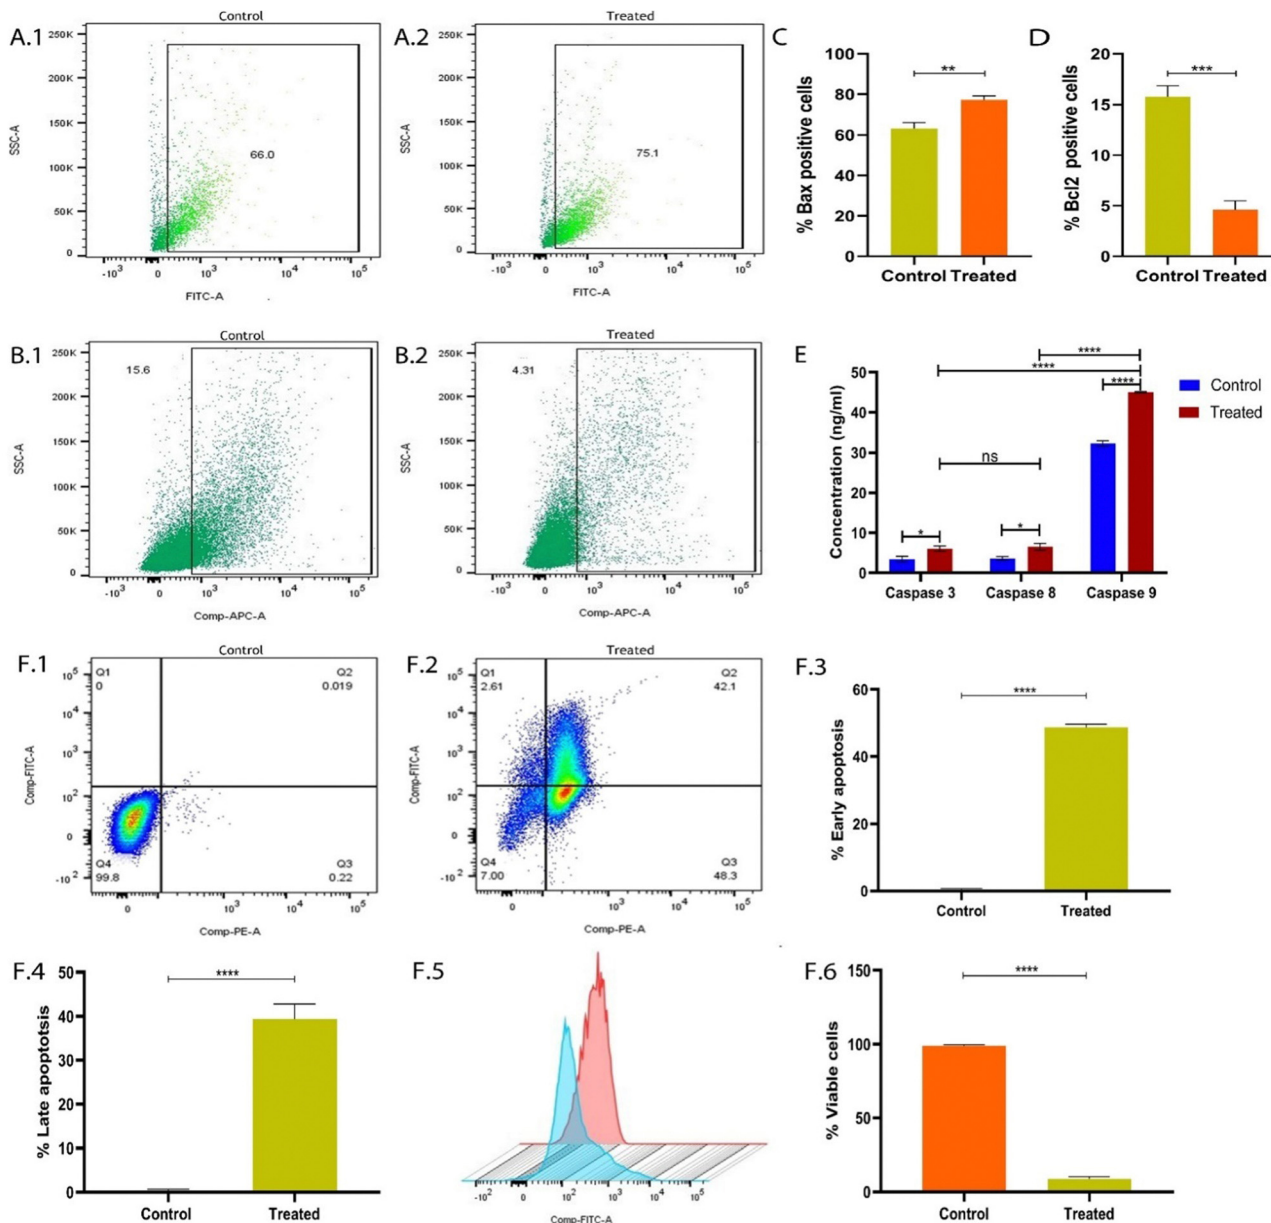 A.1
Control
250K
200K
150K
100K
50K
0
SSC-A
66.0
-10³ 0 10³ 10⁴ 10⁵
FITC-A
A.2
Treated
250K
200K
150K
100K
50K
0
SSC-A
75.1
-10³ 0 10³ 10⁴ 10⁵
FITC-A
C
100
80
60
40
20
0
% Bax positive cells
**
Control Treated
D
20
15
10
5
0
% Bcl2 positive cells
***
Control Treated
B.1
Control
250K
200K
150K
100K
50K
0
SSC-A
15.6
-10³ 0 10³ 10⁴ 10⁵
Comp-APC-A
B.2
Treated
250K
200K
150K
100K
50K
0
SSC-A
4.31
-10³ 0 10³ 10⁴ 10⁵
Comp-APC-A
E
50
40
30
20
10
0
Concentration (ng/ml)
****
****
****
ns
*
*
Caspase 3 Caspase 8 Caspase 9
Control
Treated
F.1
Control
Q1
0
Q2
0.019
Q4
99.8
Q3
0.22
10⁵
10⁴
10³
10²
0
-10²
Comp-FITC-A
0 10³ 10⁴ 10⁵
Comp-PE-A
F.2
Treated
Q1
2.61
Q2
42.1
Q4
7.00
Q3
48.3
10⁵
10⁴
10³
10²
0
-10²
Comp-FITC-A
0 10³ 10⁴ 10⁵
Comp-PE-A
F.3
60
40
20
0
% Early apoptosis
****
Control Treated
F.4
50
40
30
20
10
0
% Late apoptotsis
****
Control Treated
F.5
-10² 0 10² 10³ 10⁴ 10⁵
Comp-FITC-A
F.6
150
100
50
0
% Viable cells
****
Control Treated